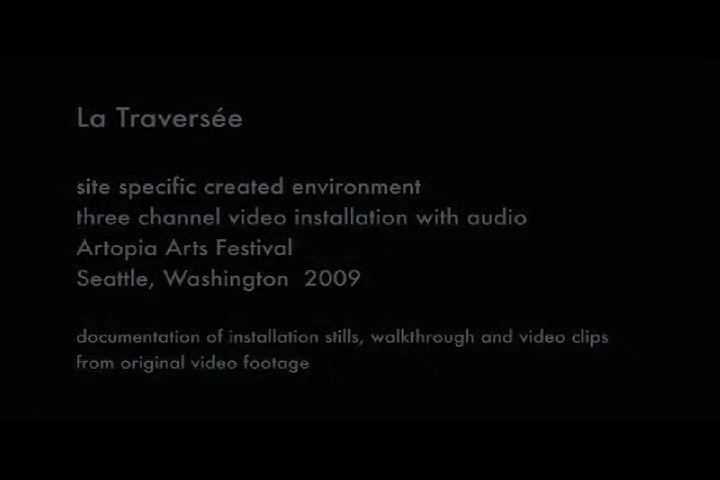 La Traversée
site specific created environment
three channel video installation with audio
Artopia Arts Festival
Seattle, Washington  2009
documentation of installation stills, walkthrough and video clips
from original video footage